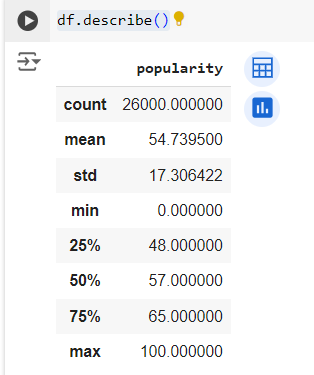 df.describe()
popularity
count 26000.000000
mean 54.739500
std 17.306422
min 0.000000
25% 48.000000
50% 57.000000
75% 65.000000
max 100.000000